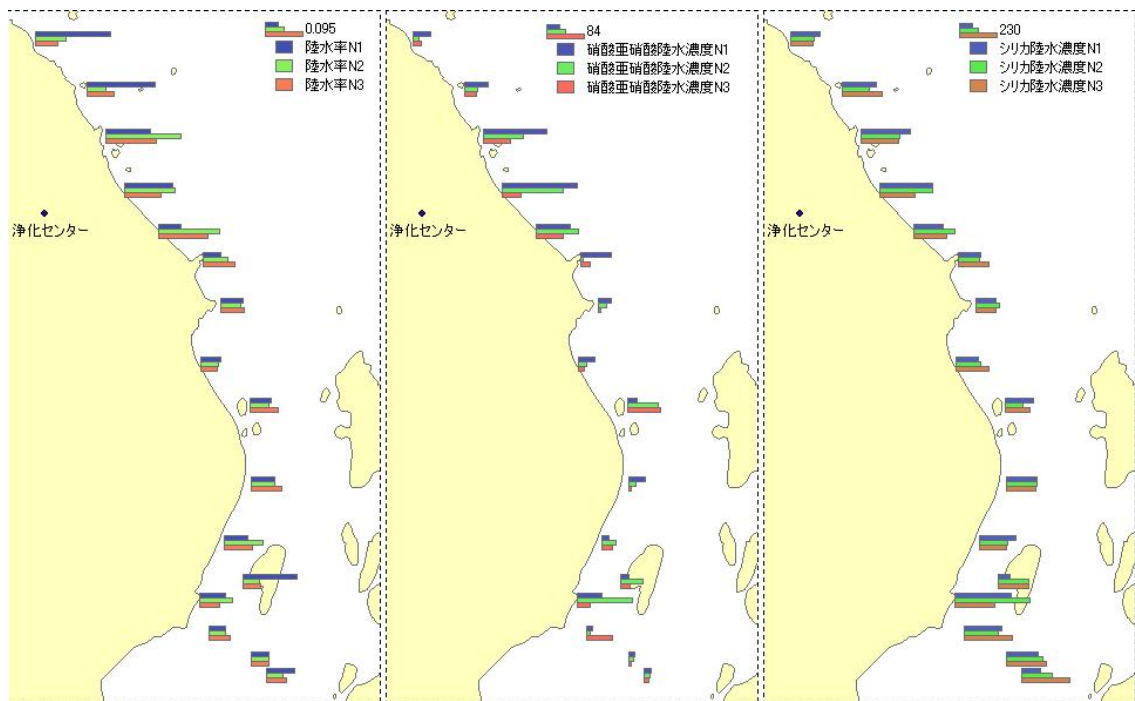 0.095
陸水率N1
陸水率N2
陸水率N3
浄化センター
84
硝酸亜硝酸陸水濃度N1
硝酸亜硝酸陸水濃度N2
硝酸亜硝酸陸水濃度N3
浄化センター
230
シリカ陸水濃度N1
シリカ陸水濃度N2
シリカ陸水濃度N3
浄化センター